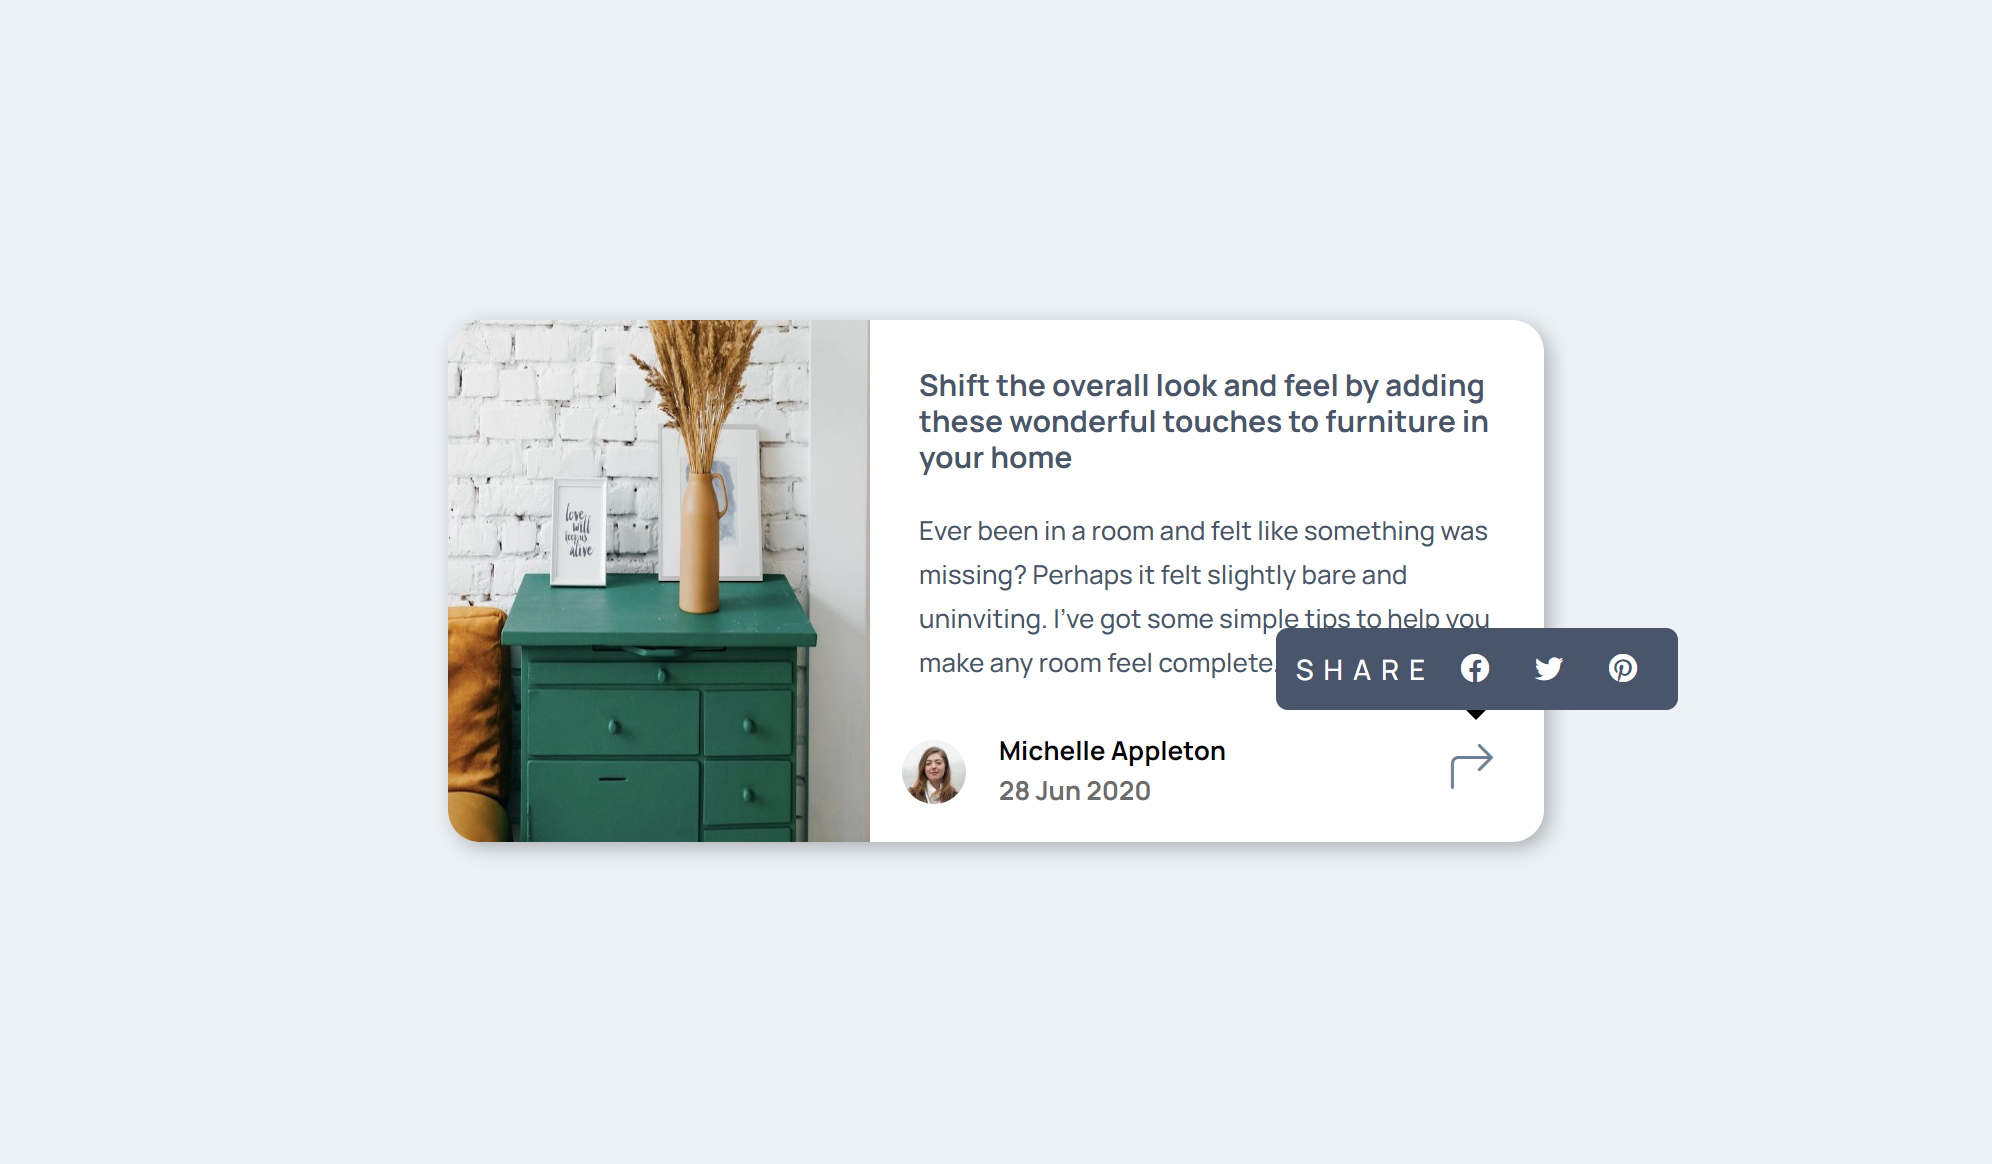 love
will
keep us
alive
Shift the overall look and feel by adding
these wonderful touches to furniture in
your home
Ever been in a room and felt like something was
missing? Perhaps it felt slightly bare and
uninviting. I’ve got some simple tips to help you
make any room feel complete.
SHARE
Michelle Appleton
28 Jun 2020